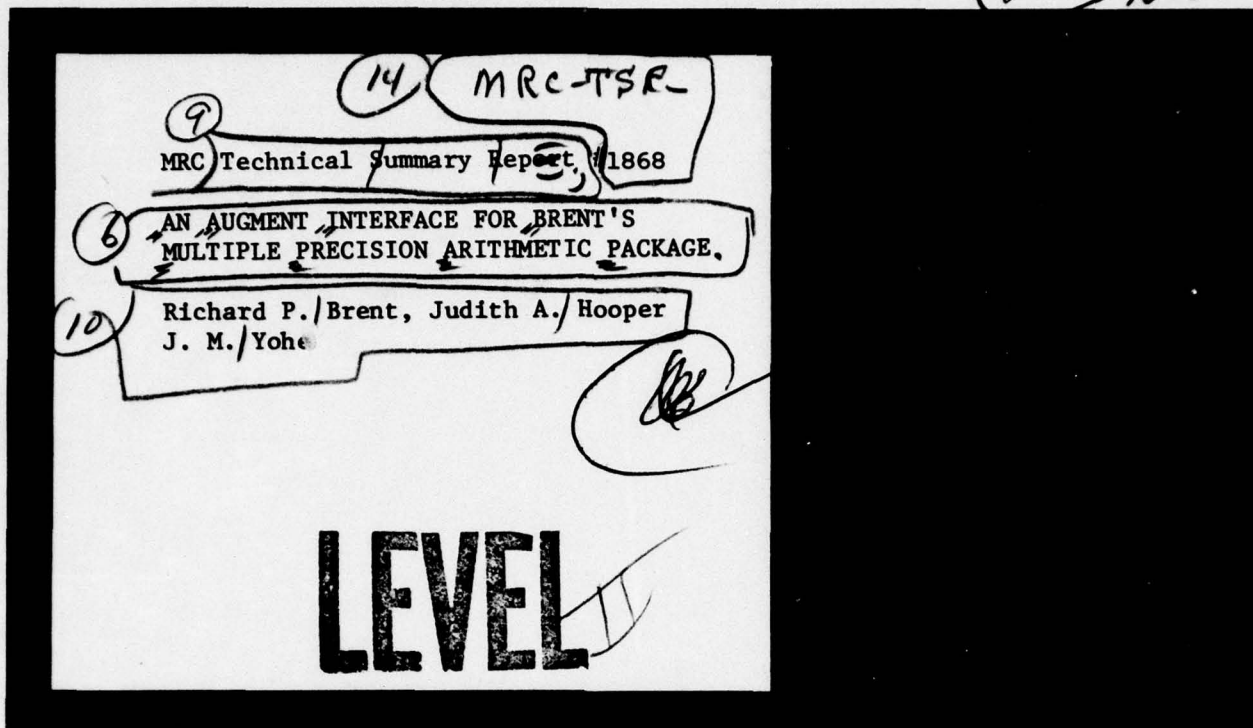 14 MRC-TSR-
9
MRC Technical Summary Report #1868
6 AN AUGMENT INTERFACE FOR BRENT'S
MULTIPLE PRECISION ARITHMETIC PACKAGE.
10 Richard P./Brent, Judith A./Hooper
J. M./Yohe
LEVEL II